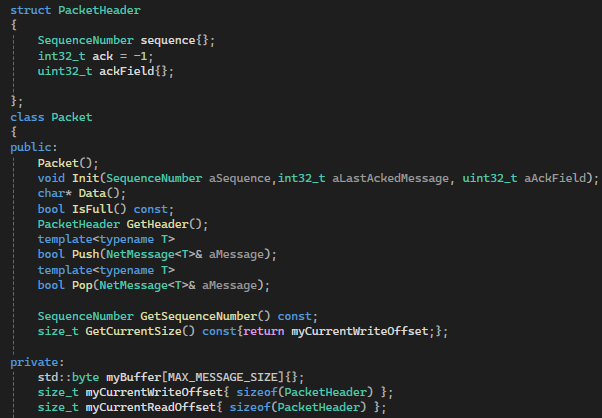 struct PacketHeader
{
SequenceNumber sequence{};
int32_t ack = -1;
uint32_t ackField{};
};
class Packet
{
public:
Packet();
void Init(SequenceNumber aSequence,int32_t aLastAckedMessage, uint32_t aAckField);
char* Data();
bool IsFull() const;
PacketHeader GetHeader();
template<typename T>
bool Push(NetMessage<T>& aMessage);
template<typename T>
bool Pop(NetMessage<T>& aMessage);
SequenceNumber GetSequenceNumber() const;
size_t GetCurrentSize() const{return myCurrentWriteOffset;};
private:
std::byte myBuffer[MAX_MESSAGE_SIZE]{};
size_t myCurrentWriteOffset{ sizeof(PacketHeader) };
size_t myCurrentReadOffset{ sizeof(PacketHeader) };